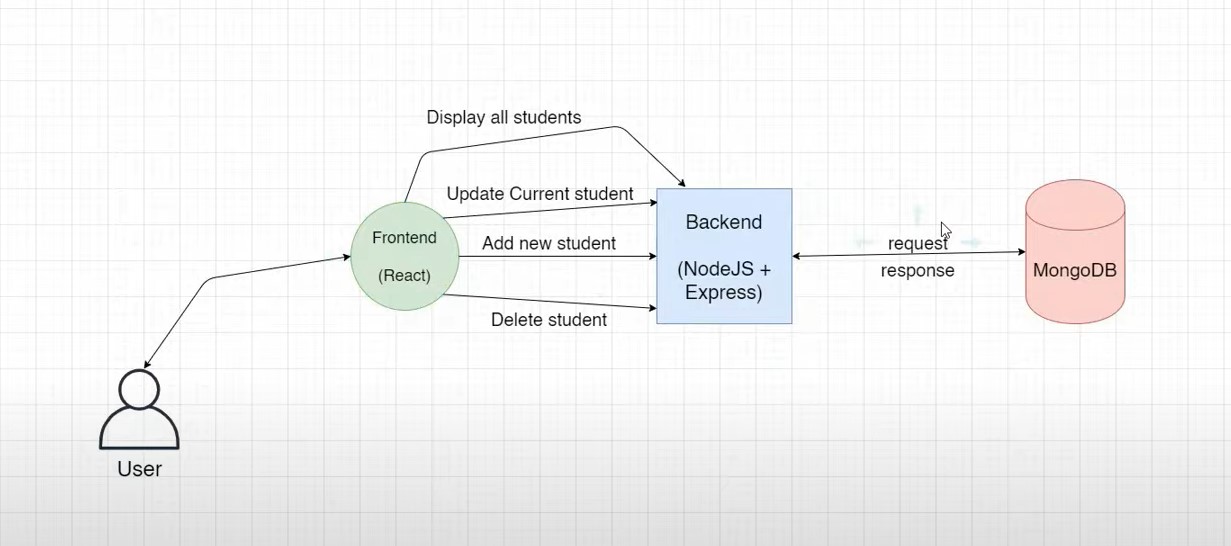 Display all students
Update Current student
Frontend
(React)
Add new student
Delete student
Backend
(NodeJS +
Express)
request
response
MongoDB
User